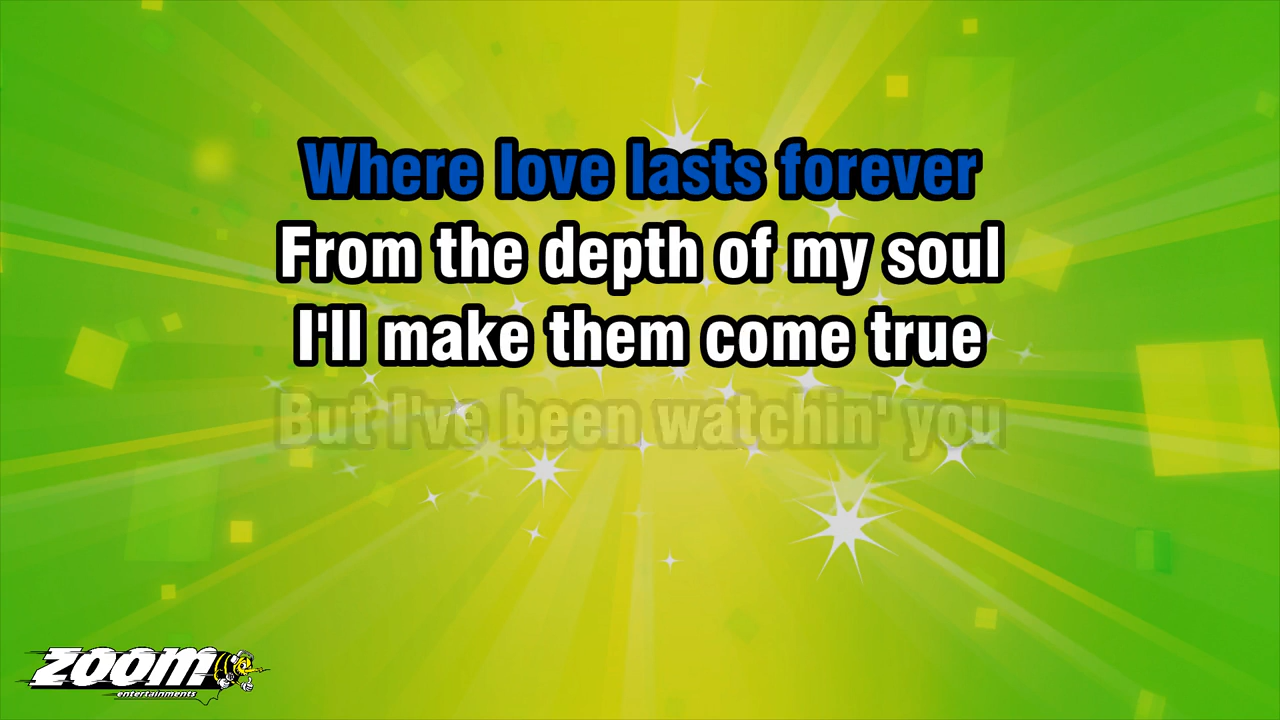 Where love lasts forever
From the depth of my soul
I'll make them come true
But I've been watchin' you
zoom
entertainments